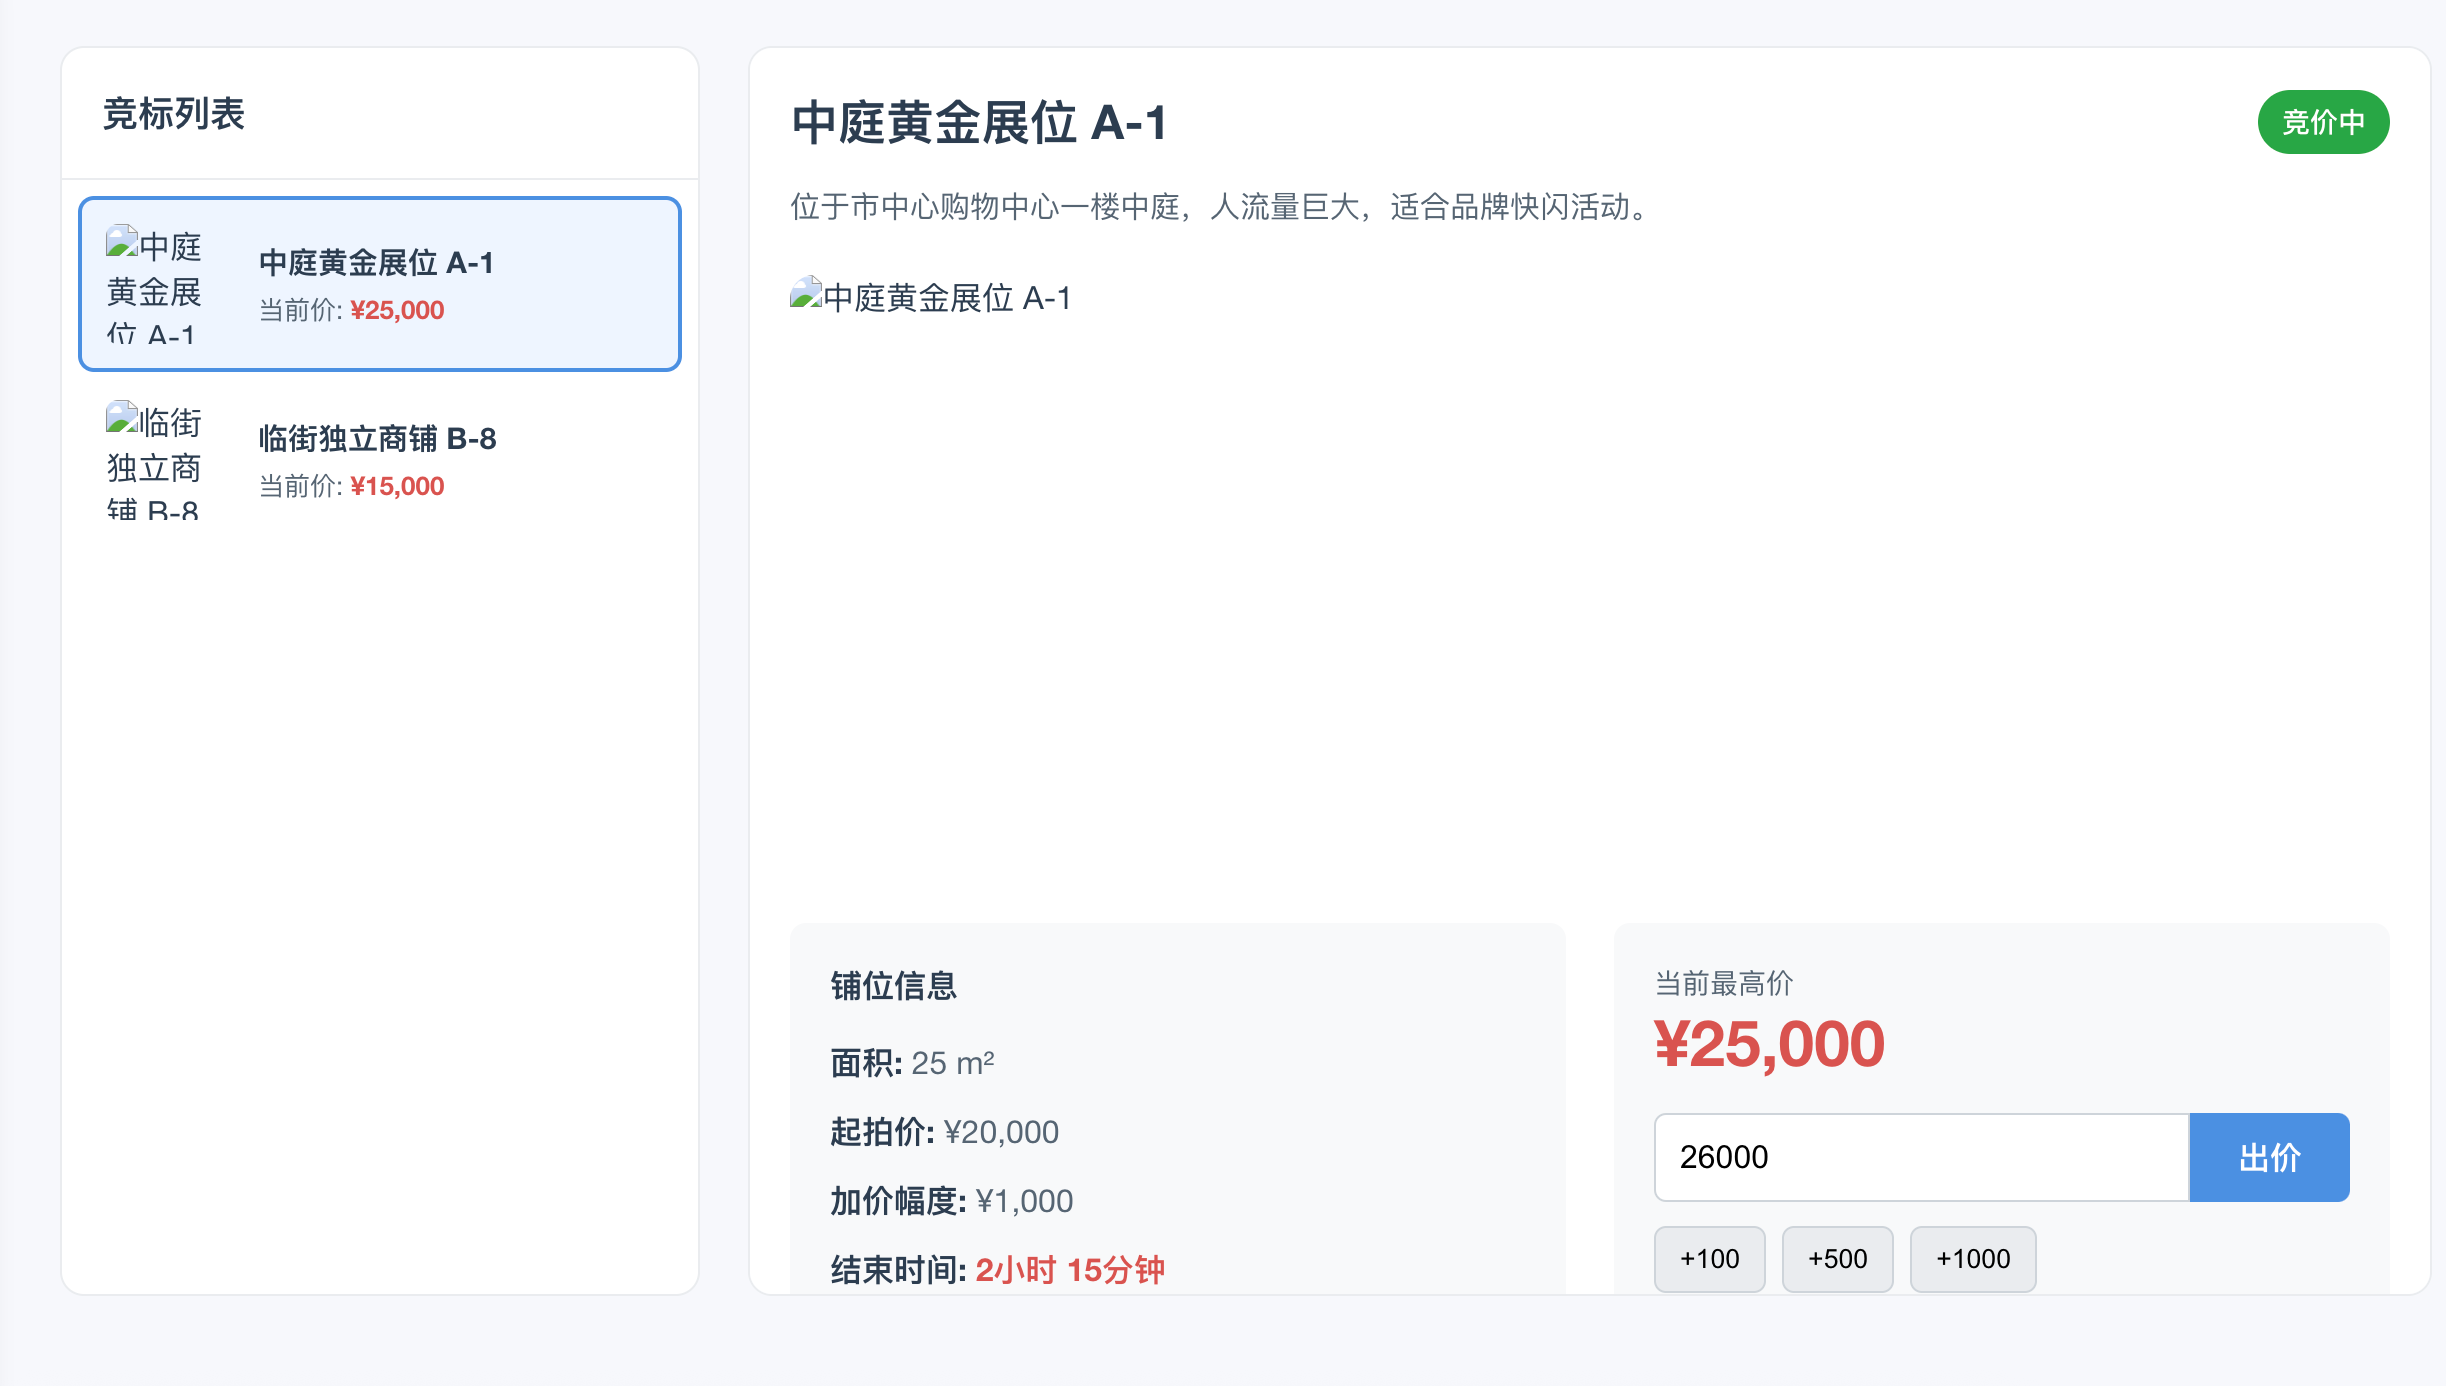 竞标列表
中庭
黄金展
位 A-1
中庭黄金展位 A-1
当前价: ¥25,000
临街
独立商
铺 B-8
临街独立商铺 B-8
当前价: ¥15,000
中庭黄金展位 A-1
竞价中
位于市中心购物中心一楼中庭，人流量巨大，适合品牌快闪活动。
中庭黄金展位 A-1
铺位信息
面积: 25 m²
起拍价: ¥20,000
加价幅度: ¥1,000
结束时间: 2小时 15分钟
当前最高价
¥25,000
26000
出价
+100
+500
+1000